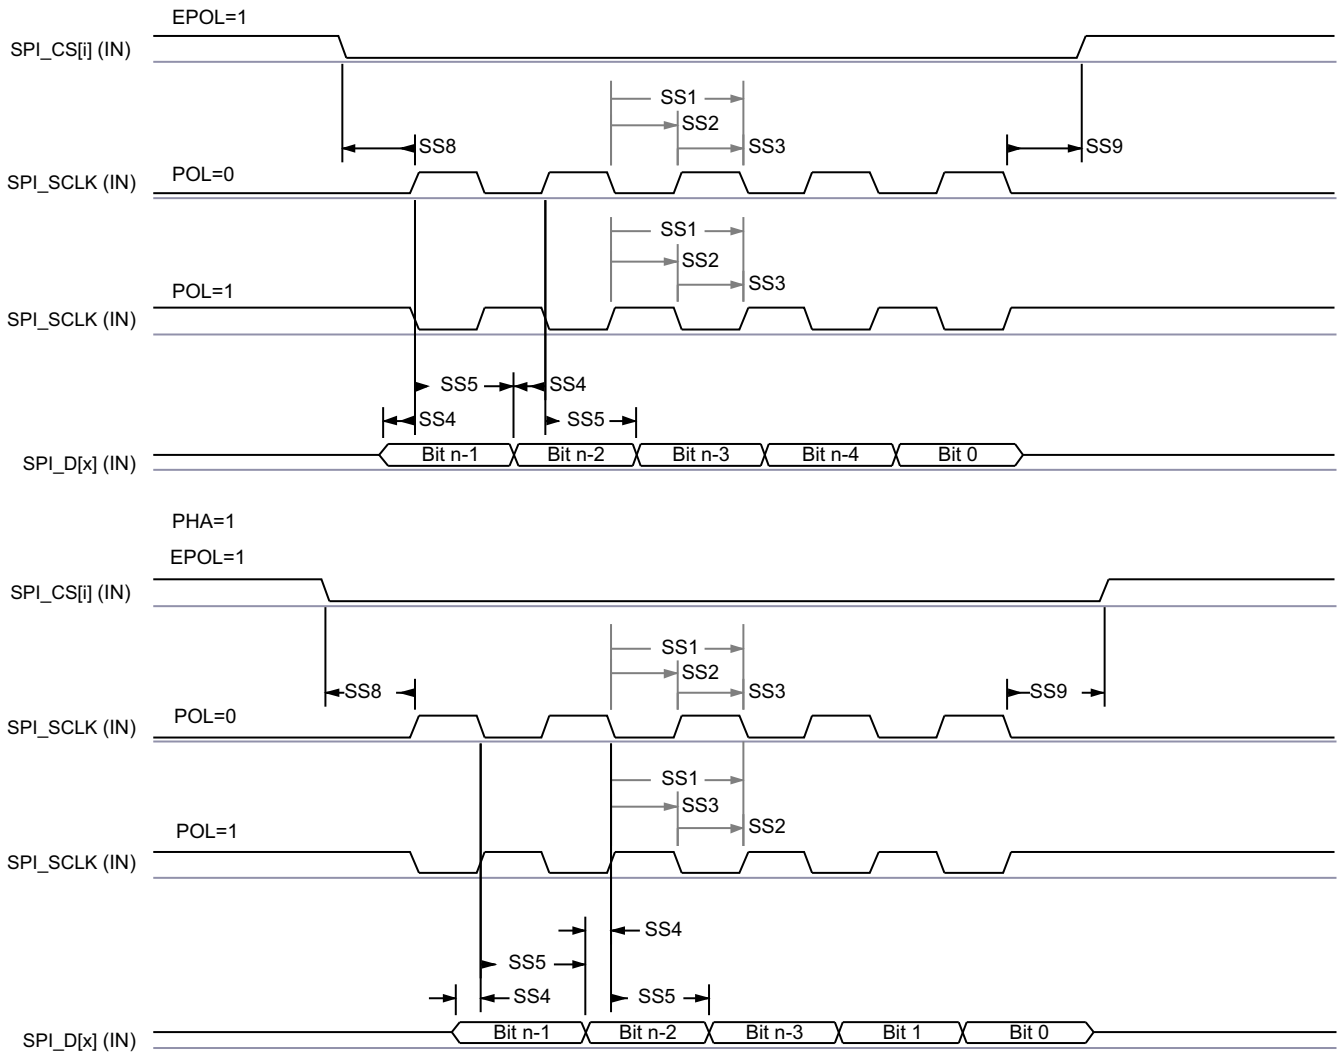 EPOL=1
SPI_CS[i] (IN)
SS1
SS2
SS8
SS3
SS9
POL=0
SPI_SCLK (IN)
SS1
SS2
SS3
POL=1
SPI_SCLK (IN)
SS5
SS4
SS4
SS5
SPI_D[x] (IN)
Bit n-1
Bit n-2
Bit n-3
Bit n-4
Bit 0
PHA=1
EPOL=1
SPI_CS[i] (IN)
SS1
SS2
SS8
SS3
SS9
POL=0
SPI_SCLK (IN)
SS1
SS3
SS2
POL=1
SPI_SCLK (IN)
SS4
SS5
SS4
SS5
SPI_D[x] (IN)
Bit n-1
Bit n-2
Bit n-3
Bit 1
Bit 0